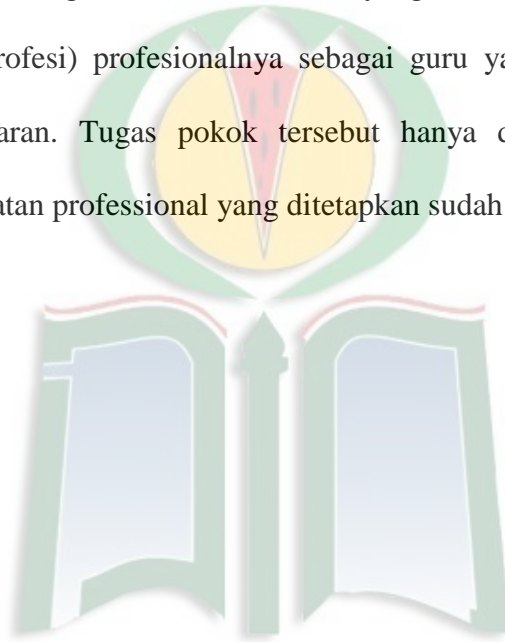 rofesi) profesionalnya sebagai guru ya
aran. Tugas pokok tersebut hanya d
atan professional yang ditetapkan sudah